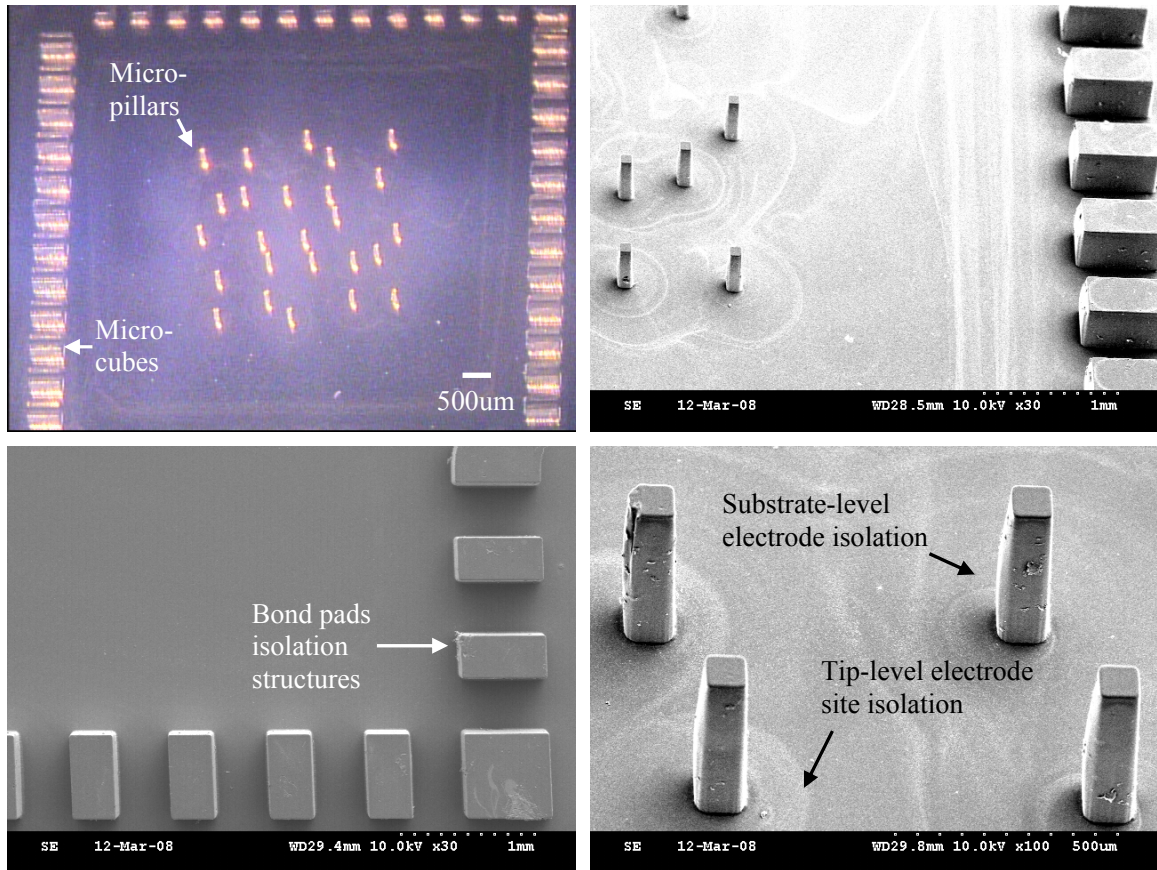 Micro-
pillars
Micro-
cubes
500um
SE 12-Mar-08 WD28.5mm 10.0kV x30 1mm
Bond pads
isolation
structures
SE 12-Mar-08 WD29.4mm 10.0kV x30 1mm
Substrate-level
electrode isolation
Tip-level electrode
site isolation
SE 12-Mar-08 WD29.8mm 10.0kV x100 500um